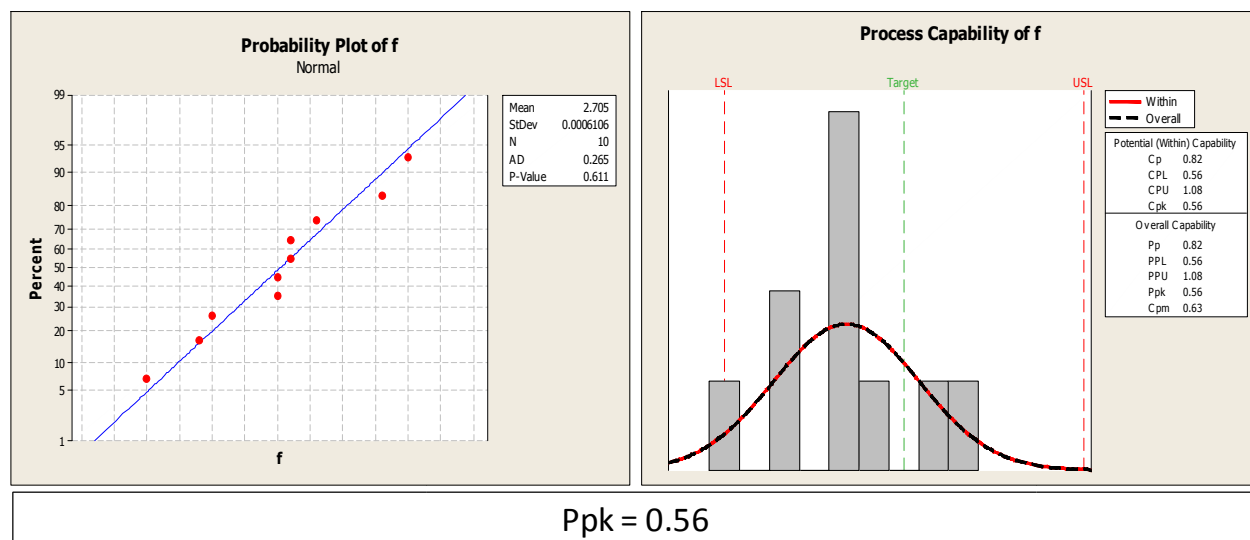 Probability Plot of f
Normal
99
95
90
80
70
60
50
40
30
20
10
5
1
Percent
f
Mean 2.705
StDev 0.0006106
N 10
AD 0.265
P-Value 0.611
Process Capability of f
LSL Target USL
Within
Overall
Potential (Within) Capability
Cp 0.82
CPL 0.56
CPU 1.08
Cpk 0.56
Overall Capability
Pp 0.82
PPL 0.56
PPU 1.08
Ppk 0.56
Cpm 0.63
Ppk = 0.56